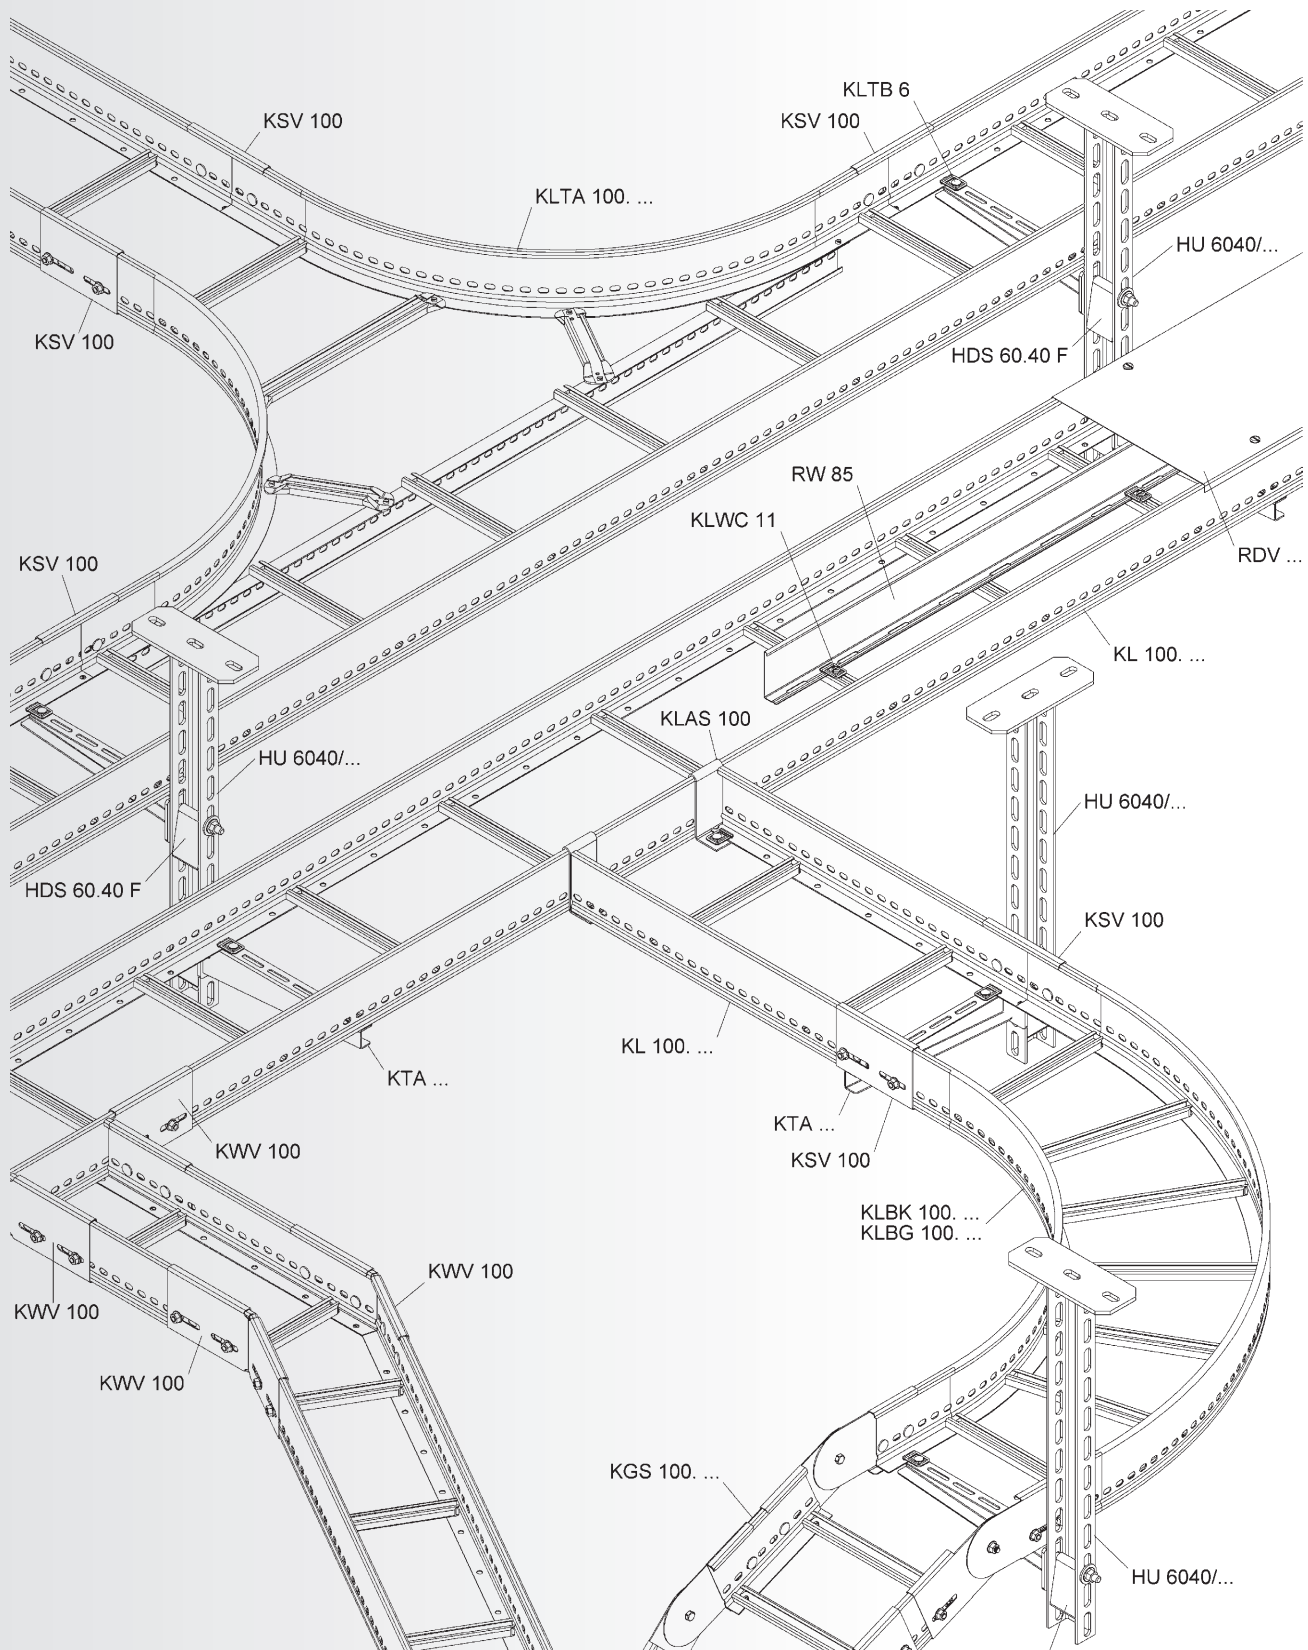 KLTB 6
KSV 100
KSV 100
KLTA 100. ...
HU 6040/...
KSV 100
HDS 60.40 F
RW 85
KLWC 11
RDV ...
KSV 100
KL 100. ...
KLAS 100
HU 6040/...
HU 6040/...
HDS 60.40 F
KSV 100
KL 100. ...
KTA ...
KTA ...
KWV 100
KSV 100
KLBK 100. ...
KLBG 100. ...
KWV 100
KWV 100
KWV 100
KGS 100. ...
HU 6040/...